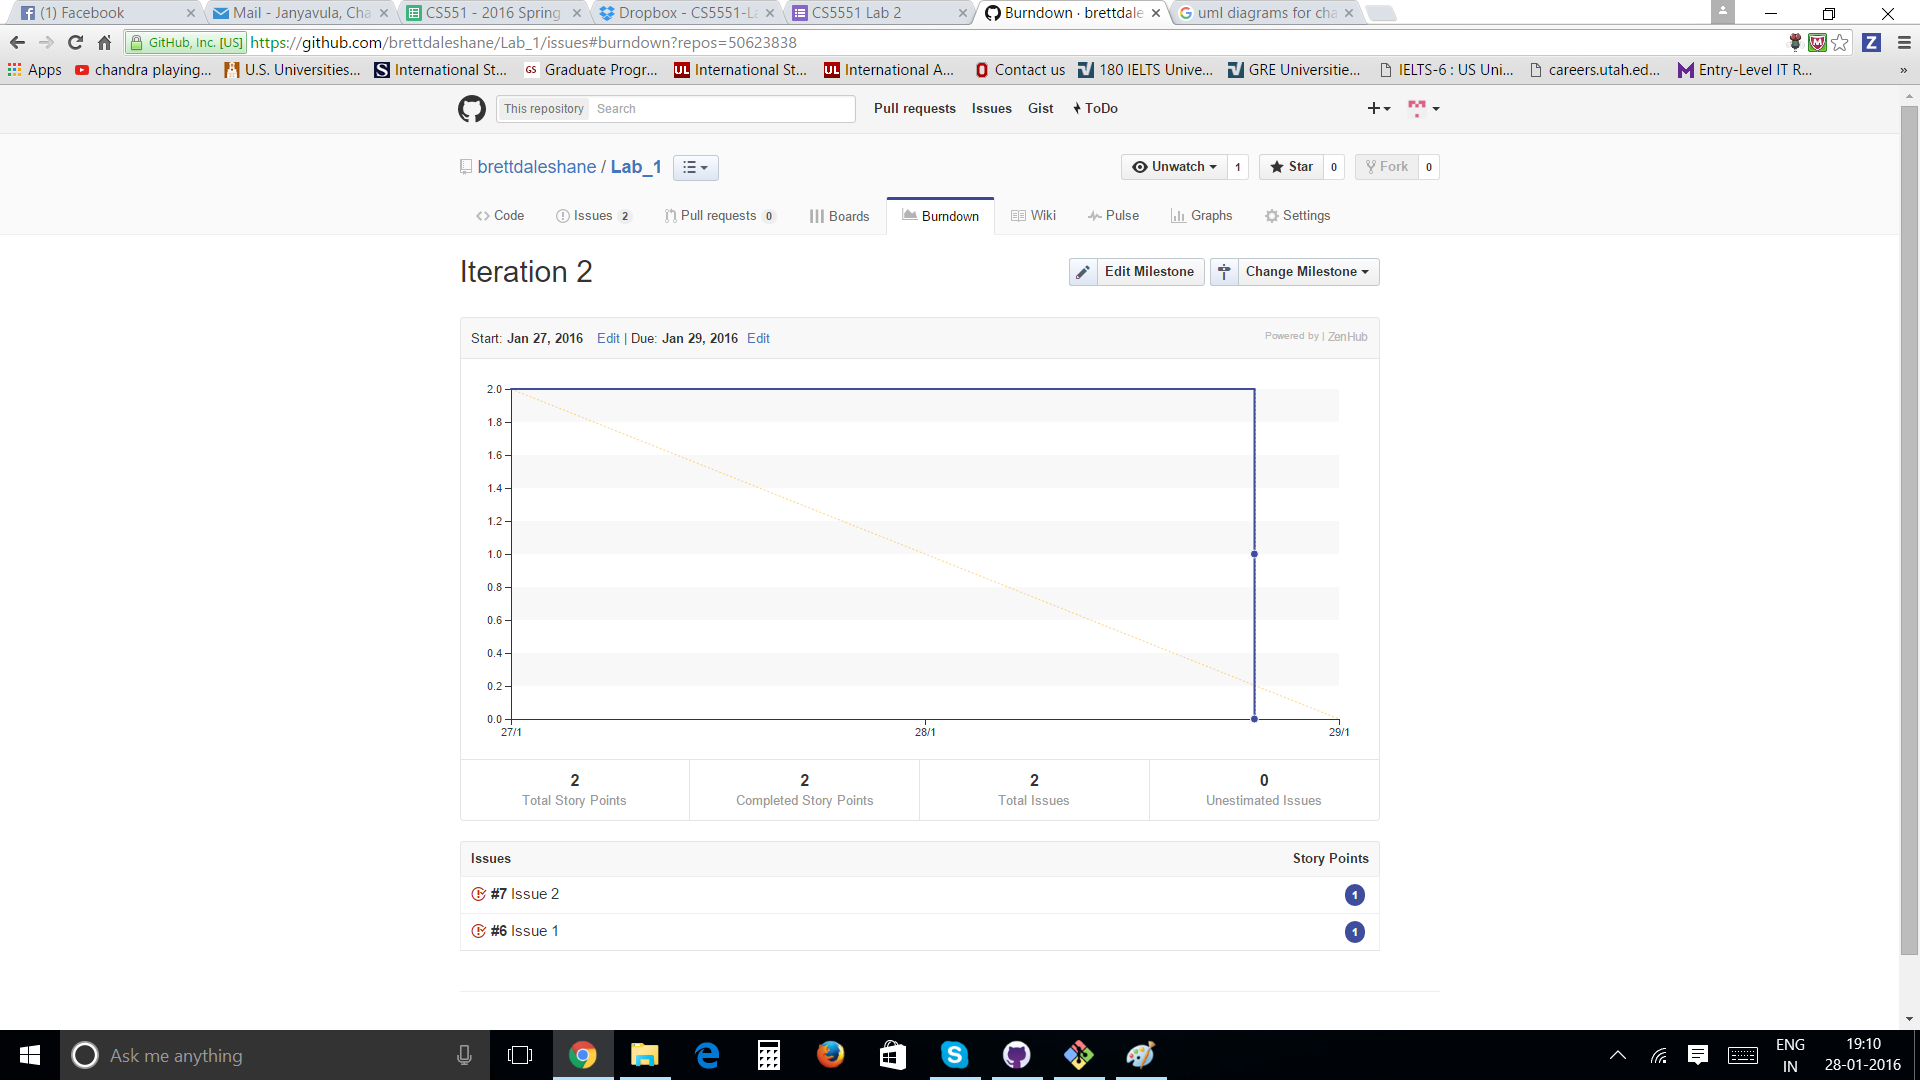 (1) Facebook
Mail - Janyavula, Cha
CS551 - 2016 Spring
Dropbox - CS5551-La
CS5551 Lab 2
Burndown · brettdale
uml diagrams for cha
GitHub, Inc. [US] https://github.com/brettdaleshane/Lab_1/issues#burndown?repos=50623838
Z
Apps
chandra playing...
U.S. Universities...
S International St...
GS Graduate Progr...
UL International St...
UL International A...
Contact us
180 IELTS Unive...
GRE Universitie...
IELTS-6 : US Uni...
careers.utah.ed...
Entry-Level IT R...
»
This repository Search
Pull requests
Issues
Gist
ToDo
brettdaleshane / Lab_1
Unwatch 1
Star 0
Fork 0
Code
Issues 2
Pull requests 0
Boards
Burndown
Wiki
Pulse
Graphs
Settings
Iteration 2
Edit Milestone
Change Milestone
Start: Jan 27, 2016 Edit | Due: Jan 29, 2016 Edit
Powered by | ZenHub
2.0
1.8
1.6
1.4
1.2
1.0
0.8
0.6
0.4
0.2
0.0
27/1
28/1
29/1
2
Total Story Points
2
Completed Story Points
2
Total Issues
0
Unestimated Issues
Issues
Story Points
#7 Issue 2
1
#6 Issue 1
1
Ask me anything
ENG
IN
19:10
28-01-2016